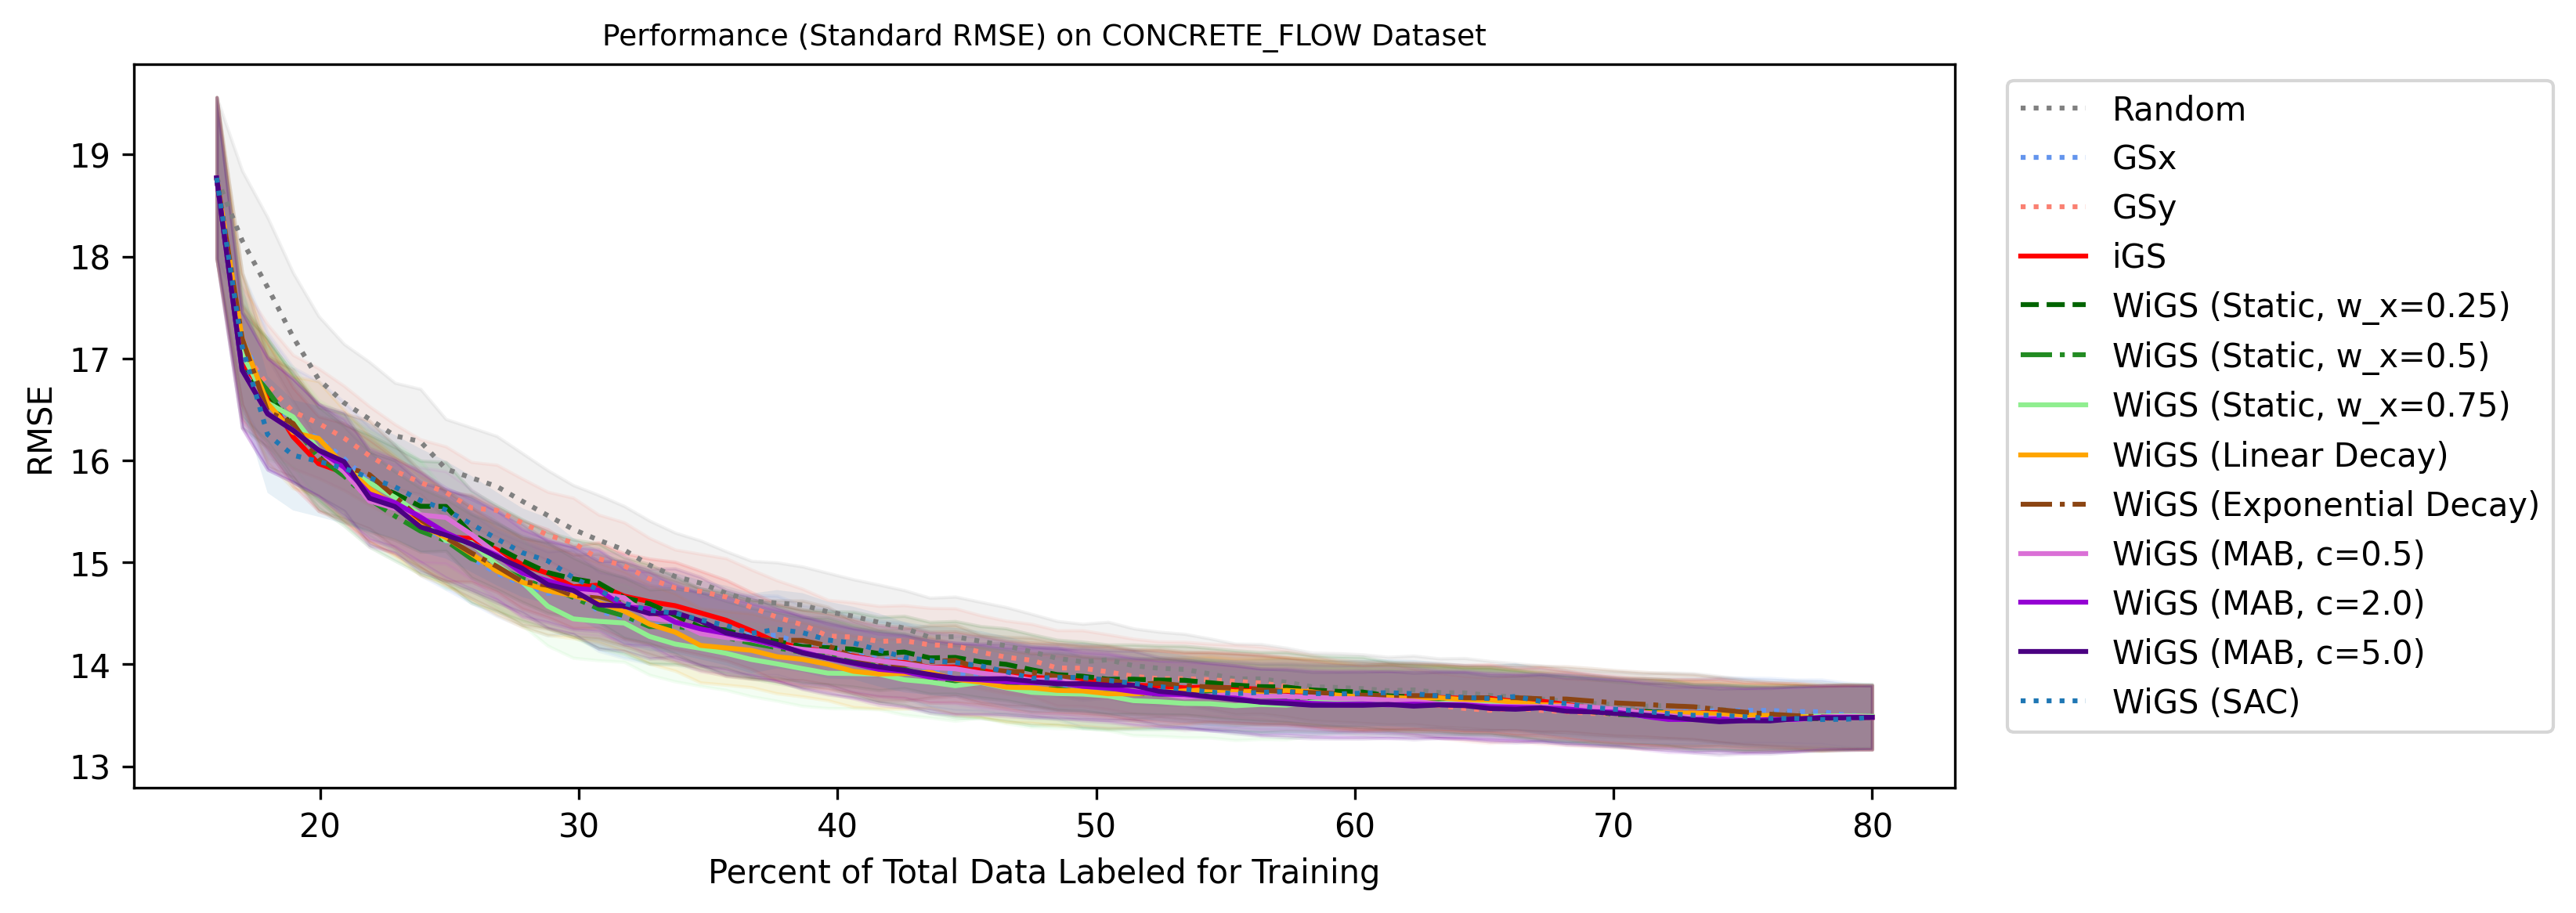 Performance (Standard RMSE) on CONCRETE_FLOW Dataset
RMSE
19
18
17
16
15
14
13
20 30 40 50 60 70 80
Percent of Total Data Labeled for Training
Random
GSx
GSy
iGS
WiGS (Static, w_x=0.25)
WiGS (Static, w_x=0.5)
WiGS (Static, w_x=0.75)
WiGS (Linear Decay)
WiGS (Exponential Decay)
WiGS (MAB, c=0.5)
WiGS (MAB, c=2.0)
WiGS (MAB, c=5.0)
WiGS (SAC)